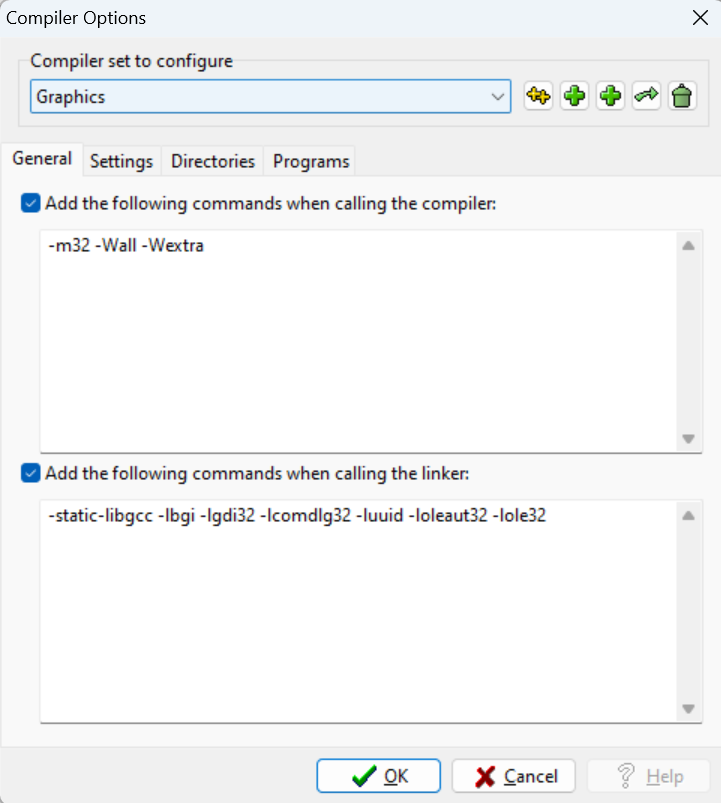 Compiler Options
Compiler set to configure
Graphics
General Settings Directories Programs
Add the following commands when calling the compiler:
-m32 -Wall -Wextra
Add the following commands when calling the linker:
-static-libgcc -lbgi -lgdi32 -lcomdlg32 -luuid -loleaut32 -lole32
OK Cancel ? Help